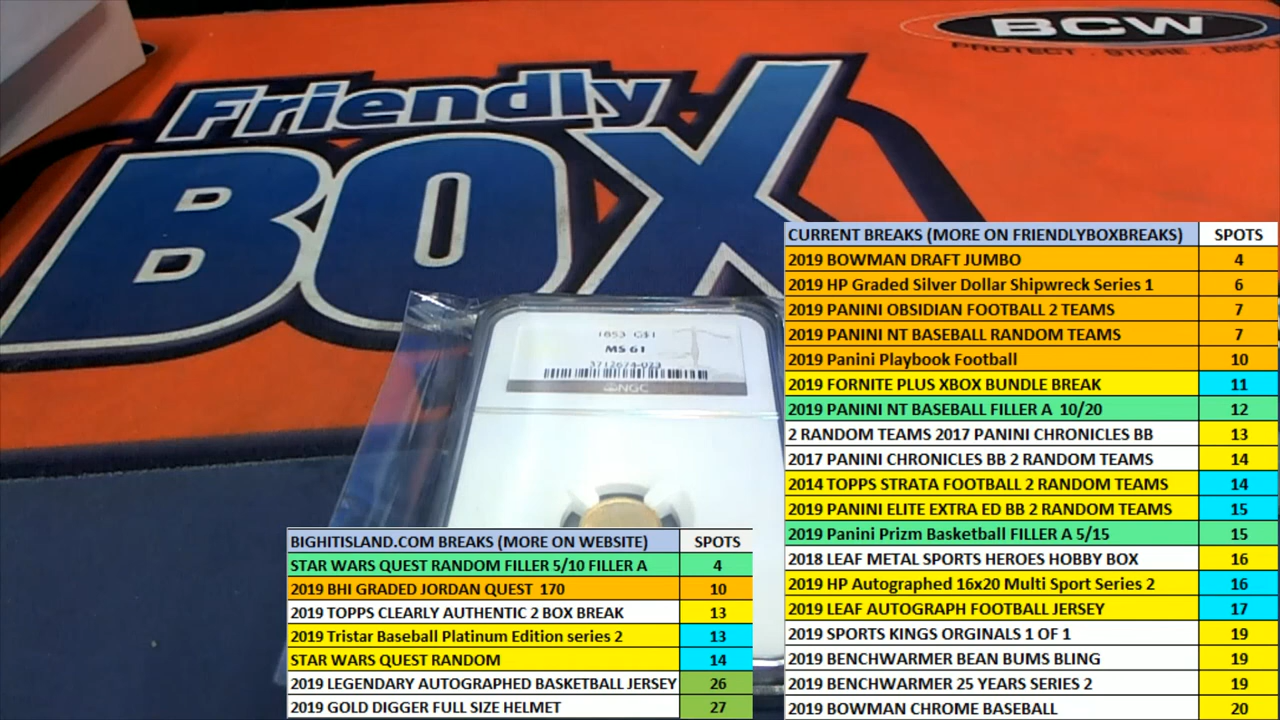 BCW
PROTECT · STORE · DISPL
Friendly
BOX
1853 G$1
MS 61
3712674-023
NGC
CURRENT BREAKS (MORE ON FRIENDLYBOXBREAKS) SPOTS
2019 BOWMAN DRAFT JUMBO 4
2019 HP Graded Silver Dollar Shipwreck Series 1 6
2019 PANINI OBSIDIAN FOOTBALL 2 TEAMS 7
2019 PANINI NT BASEBALL RANDOM TEAMS 7
2019 Panini Playbook Football 10
2019 FORNITE PLUS XBOX BUNDLE BREAK 11
2019 PANINI NT BASEBALL FILLER A 10/20 12
2 RANDOM TEAMS 2017 PANINI CHRONICLES BB 13
2017 PANINI CHRONICLES BB 2 RANDOM TEAMS 14
2014 TOPPS STRATA FOOTBALL 2 RANDOM TEAMS 14
2019 PANINI ELITE EXTRA ED BB 2 RANDOM TEAMS 15
2019 Panini Prizm Basketball FILLER A 5/15 15
2018 LEAF METAL SPORTS HEROES HOBBY BOX 16
2019 HP Autographed 16x20 Multi Sport Series 2 16
2019 LEAF AUTOGRAPH FOOTBALL JERSEY 17
2019 SPORTS KINGS ORGINALS 1 OF 1 19
2019 BENCHWARMER BEAN BUMS BLING 19
2019 BENCHWARMER 25 YEARS SERIES 2 19
2019 BOWMAN CHROME BASEBALL 20
BIGHITISLAND.COM BREAKS (MORE ON WEBSITE) SPOTS
STAR WARS QUEST RANDOM FILLER 5/10 FILLER A 4
2019 BHI GRADED JORDAN QUEST 170 10
2019 TOPPS CLEARLY AUTHENTIC 2 BOX BREAK 13
2019 Tristar Baseball Platinum Edition series 2 13
STAR WARS QUEST RANDOM 14
2019 LEGENDARY AUTOGRAPHED BASKETBALL JERSEY 26
2019 GOLD DIGGER FULL SIZE HELMET 27